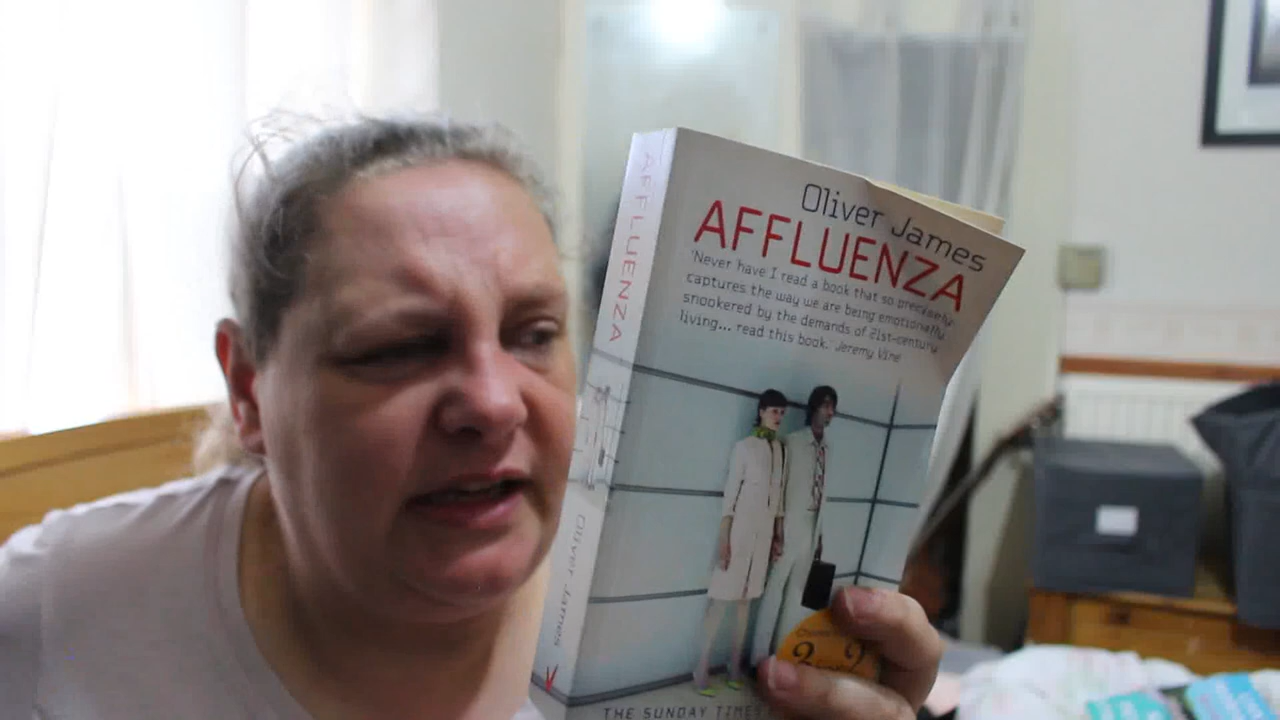 Oliver James
AFFLUENZA
'Never have I read a book that so precisely
captures the way we are being emotionally
snookered by the demands of 21st-century
living... read this book.' Jeremy Vine
AFFLUENZA
Oliver James
THE SUNDAY TIMES